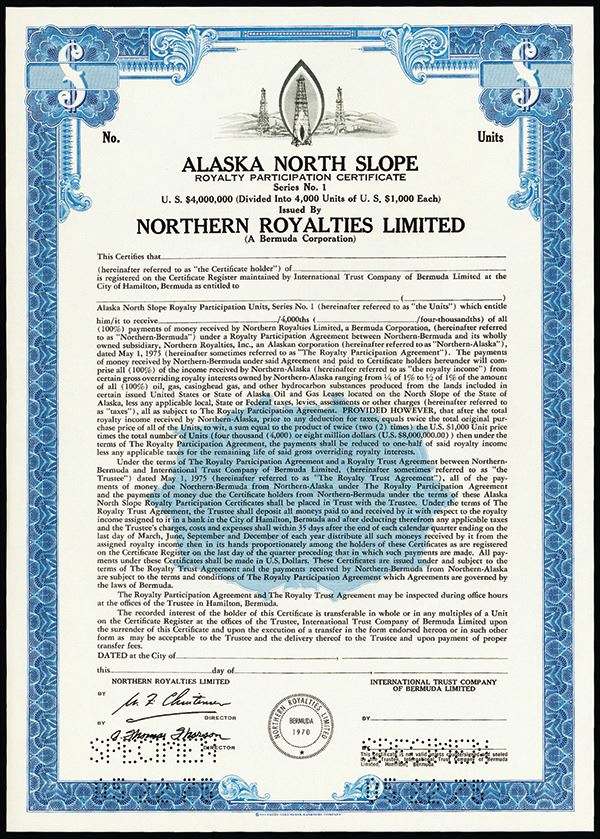 $ $
No. Units
ALASKA NORTH SLOPE
ROYALTY PARTICIPATION CERTIFICATE
Series No. 1
U. S. $4,000,000 (Divided Into 4,000 Units of U. S. $1,000 Each)
Issued By
NORTHERN ROYALTIES LIMITED
(A Bermuda Corporation)
This Certifies that
(hereinafter referred to as "the Certificate holder") of
is registered on the Certificate Register maintained by International Trust Company of Bermuda Limited at the
City of Hamilton, Bermuda as entitled to
( )
Alaska North Slope Royalty Participation Units, Series No. 1 (hereinafter referred to as "the Units") which entitle
him/it to receive /4,000ths ( /four-thousandths) of all
(100%) payments of money received by Northern Royalties Limited, a Bermuda Corporation, (hereinafter referred
to as "Northern-Bermuda") under a Royalty Participation Agreement between Northern-Bermuda and its wholly
owned subsidiary, Northern Royalties, Inc., an Alaskan corporation (hereinafter referred to as "Northern-Alaska"),
dated May 1, 1975 (hereinafter sometimes referred to as "The Royalty Participation Agreement"). The payments
of money received by Northern-Bermuda under said Agreement and paid to Certificate holders hereunder will com-
prise all (100%) of the income received by Northern-Alaska (hereinafter referred to as "the royalty income") from
certain gross overriding royalty interests owned by Northern-Alaska ranging from ¼ of 1% to ½ of 1% of the amount
of all (100%) oil, gas, casinghead gas, and other hydrocarbon substances produced from the lands included in
certain issued United States or State of Alaska Oil and Gas Leases located on the North Slope of the State of
Alaska, less any applicable local, State or Federal taxes, levies, assessments or other charges (hereinafter referred to
as "taxes"), all as subject to The Royalty Participation Agreement. PROVIDED HOWEVER, that after the total
royalty income received by Northern-Alaska, prior to any deduction for taxes, equals twice the total original pur-
chase price of all of the Units, to wit, a sum equal to the product of twice (two (2) times) the U.S. $1,000 Unit price
times the total number of Units (four thousand (4,000) or eight million dollars (U.S. $8,000,000.00) ) then under the
terms of The Royalty Participation Agreement, the payments shall be reduced to one-half of said royalty income
less any applicable taxes for the remaining life of said gross overriding royalty interests.
Under the terms of The Royalty Participation Agreement and a Royalty Trust Agreement between Northern-
Bermuda and International Trust Company of Bermuda Limited, (hereinafter sometimes referred to as "the
Trustee") dated May 1, 1975 (hereinafter referred to as "The Royalty Trust Agreement"), all of the pay-
ments of money due Northern-Bermuda from Northern-Alaska under The Royalty Participation Agreement
and the payments of money due the Certificate holders from Northern-Bermuda under the terms of these Alaska
North Slope Royalty Participation Certificates shall be placed in Trust with the Trustee. Under the terms of The
Royalty Trust Agreement, the Trustee shall deposit all moneys paid to and received by it with respect to the royalty
income assigned to it in a bank in the City of Hamilton, Bermuda and after deducting therefrom any applicable taxes
and the Trustee's charges, costs and expenses shall within 35 days after the end of each calendar quarter ending on the
last day of March, June, September and December of each year distribute all such moneys received by it from the
assigned royalty income then in its hands proportionately among the holders of these Certificates as are registered
on the Certificate Register on the last day of the quarter preceding that in which such payments are made. All pay-
ments under these Certificates shall be made in U.S. Dollars. These Certificates are issued under and subject to the
terms of The Royalty Trust Agreement and the payments received by Northern-Bermuda from Northern-Alaska
are subject to the terms and conditions of The Royalty Participation Agreement which Agreements are governed by
the laws of Bermuda.
The Royalty Participation Agreement and The Royalty Trust Agreement may be inspected during office hours
at the offices of the Trustee in Hamilton, Bermuda.
The recorded interest of the holder of this Certificate is transferable in whole or in any multiples of a Unit
on the Certificate Register at the offices of the Trustee, International Trust Company of Bermuda Limited upon
the surrender of this Certificate and upon the execution of a transfer in the form endorsed hereon or in such other
form as may be acceptable to the Trustee and the delivery thereof to the Trustee and upon payment of proper
transfer fees.
DATED at the City of , ,
this day of , .
NORTHERN ROYALTIES LIMITED INTERNATIONAL TRUST COMPANY
OF BERMUDA LIMITED
BY
DIRECTOR
BY
DIRECTOR
NORTHERN ROYALTIES LIMITED
BERMUDA
1970
BY
SPECIMEN SPECIMEN
This Certificate is not valid unless countersigned and sealed
by the Trustee, International Trust Company of Bermuda
Limited, Hamilton, Bermuda.